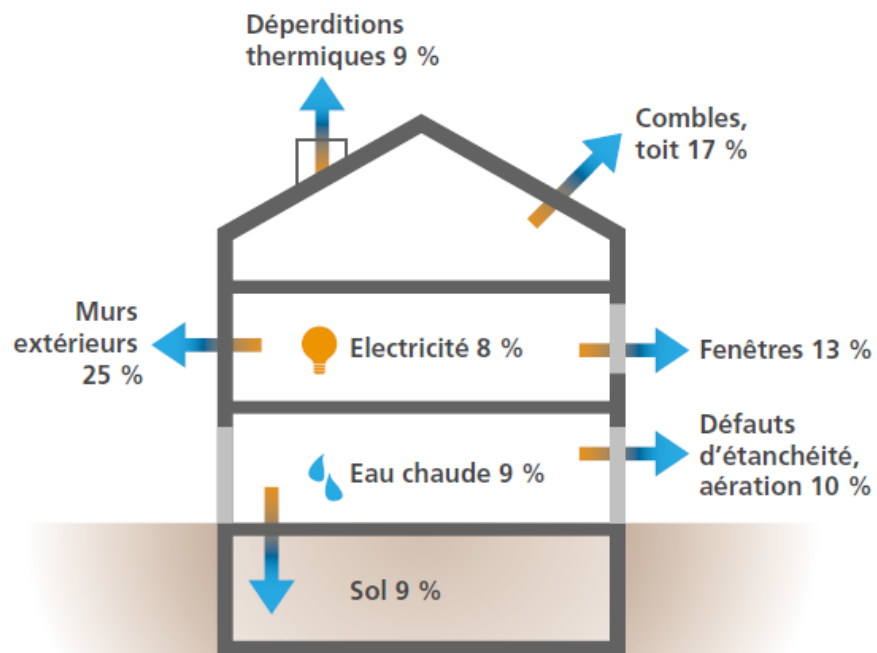 Déperditions
thermiques 9 %
Combles,
toit 17 %
Murs
extérieurs
25 %
Electricité 8 %
Fenêtres 13 %
Défauts
d’étanchéité,
aération 10 %
Eau chaude 9 %
Sol 9 %